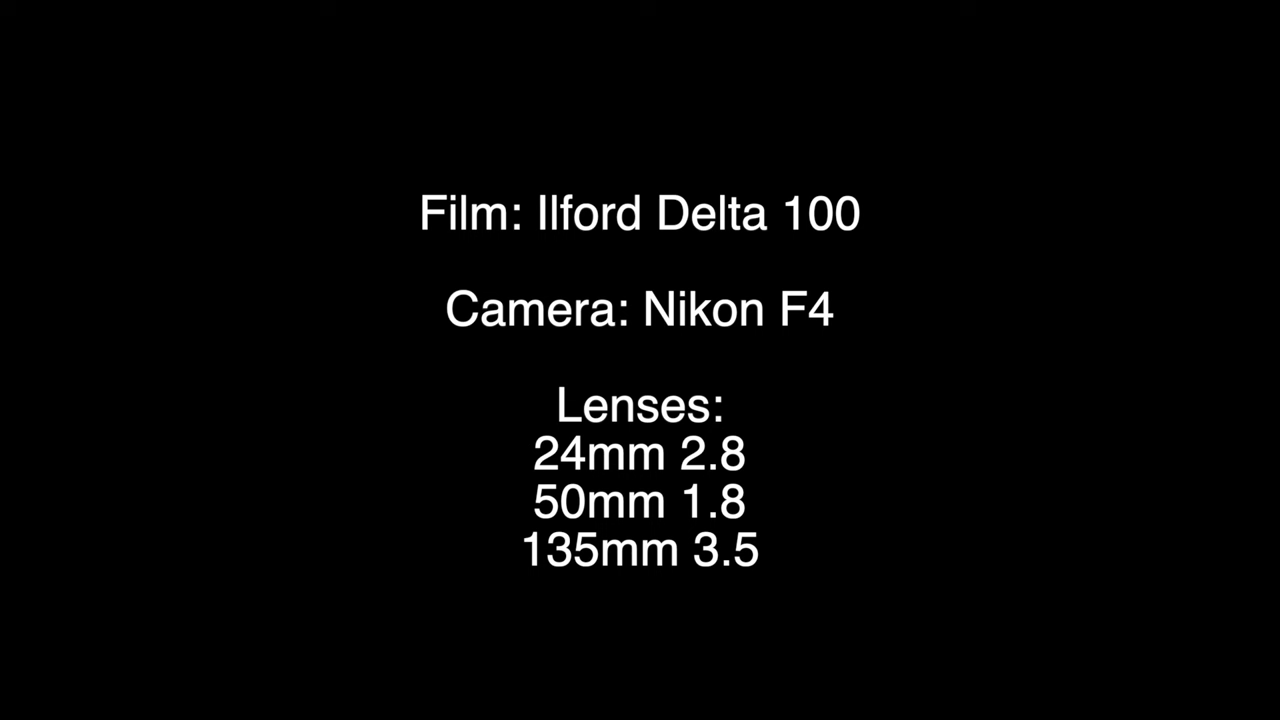 Film: Ilford Delta 100
Camera: Nikon F4
Lenses:
24mm 2.8
50mm 1.8
135mm 3.5